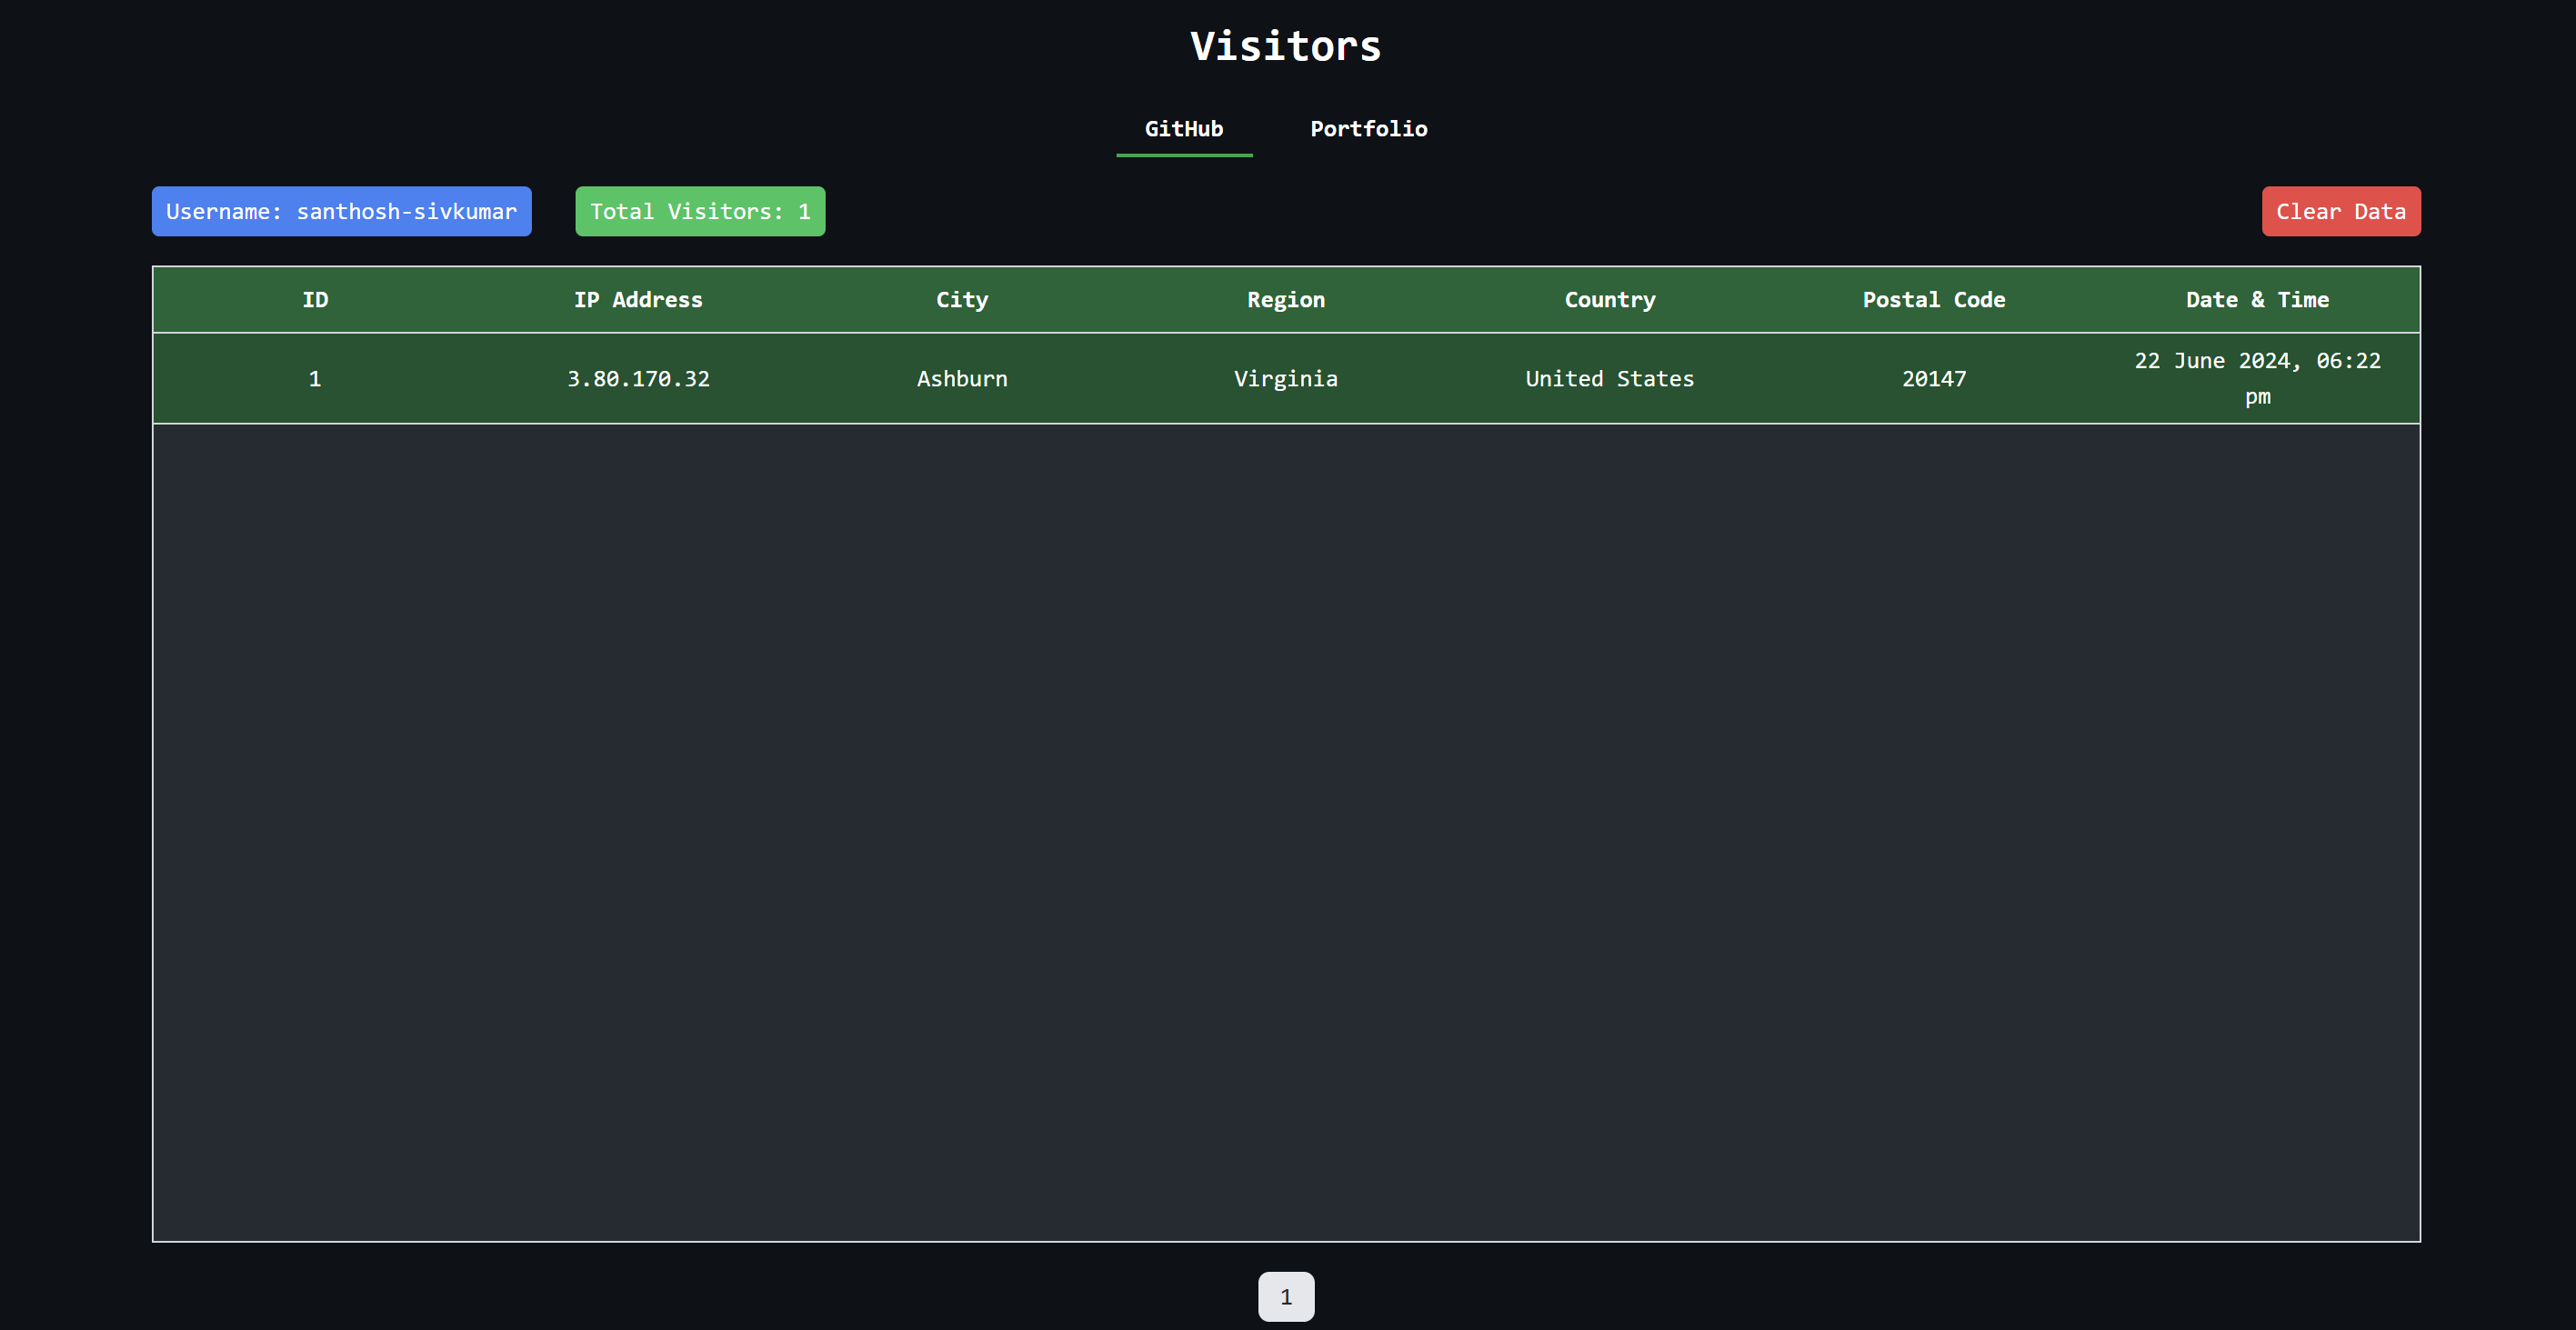 Visitors
GitHub Portfolio
Username: santhosh-sivkumar Total Visitors: 1 Clear Data
ID IP Address City Region Country Postal Code Date & Time
1 3.80.170.32 Ashburn Virginia United States 20147 22 June 2024, 06:22
pm
1